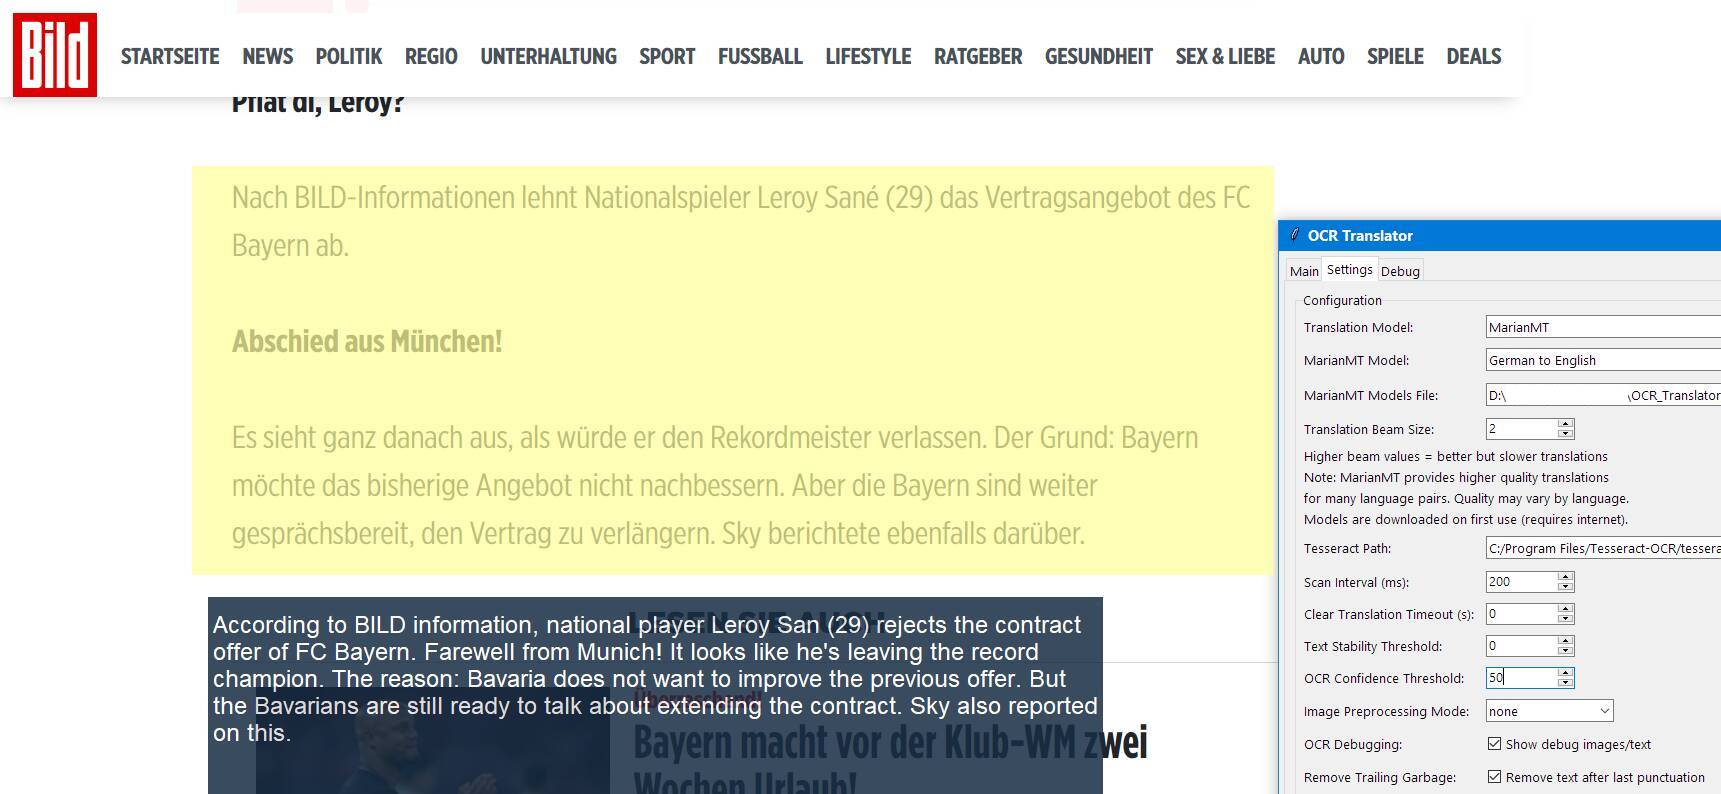 Bild
STARTSEITE NEWS POLITIK REGIO UNTERHALTUNG SPORT FUSSBALL LIFESTYLE RATGEBER GESUNDHEIT SEX & LIEBE AUTO SPIELE DEALS
Pfiat di, Leroy?
Nach BILD-Informationen lehnt Nationalspieler Leroy Sané (29) das Vertragsangebot des FC
Bayern ab.
Abschied aus München!
Es sieht ganz danach aus, als würde er den Rekordmeister verlassen. Der Grund: Bayern
möchte das bisherige Angebot nicht nachbessern. Aber die Bayern sind weiter
gesprächsbereit, den Vertrag zu verlängern. Sky berichtete ebenfalls darüber.
LESEN SIE AUCH
According to BILD information, national player Leroy San (29) rejects the contract
offer of FC Bayern. Farewell from Munich! It looks like he's leaving the record
champion. The reason: Bavaria does not want to improve the previous offer. But
the Bavarians are still ready to talk about extending the contract. Sky also reported
on this.
Überraschend!
Bayern macht vor der Klub-WM zwei
Wochen Urlaub!
OCR Translator
Main Settings Debug
Configuration
Translation Model: MarianMT
MarianMT Model: German to English
MarianMT Models File: D:\ \OCR_Translator
Translation Beam Size: 2
Higher beam values = better but slower translations
Note: MarianMT provides higher quality translations
for many language pairs. Quality may vary by language.
Models are downloaded on first use (requires internet).
Tesseract Path: C:/Program Files/Tesseract-OCR/tessera
Scan Interval (ms): 200
Clear Translation Timeout (s): 0
Text Stability Threshold: 0
OCR Confidence Threshold: 50
Image Preprocessing Mode: none
OCR Debugging: Show debug images/text
Remove Trailing Garbage: Remove text after last punctuation